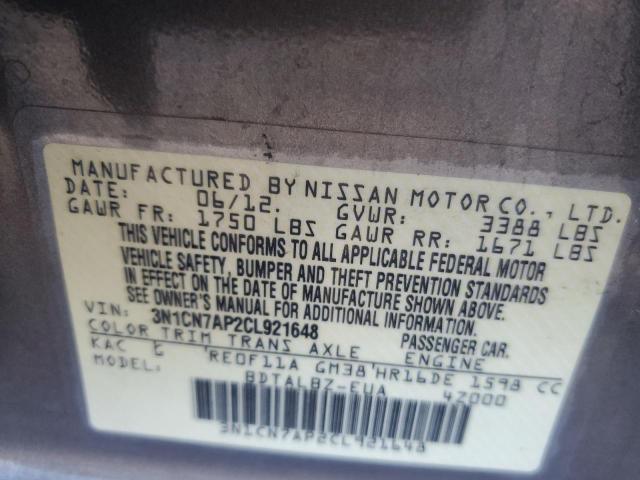 MANUFACTURED BY NISSAN MOTOR CO., LTD.
DATE: 06/12. GVWR: 3388 LBS
GAWR FR: 1750 LBS GAWR RR: 1671 LBS
THIS VEHICLE CONFORMS TO ALL APPLICABLE FEDERAL MOTOR
VEHICLE SAFETY, BUMPER AND THEFT PREVENTION STANDARDS
IN EFFECT ON THE DATE OF MANUFACTURE SHOWN ABOVE.
SEE OWNER'S MANUAL FOR ADDITIONAL INFORMATION
VIN: 3N1CN7AP2CL921648 PASSENGER CAR.
COLOR TRIM TRANS AXLE ENGINE
KAC G RE0F11A GM38 HR16DE 1598 CC
MODEL: BDTALBZ-EUA 4Z000
3N1CN7AP2CL921648